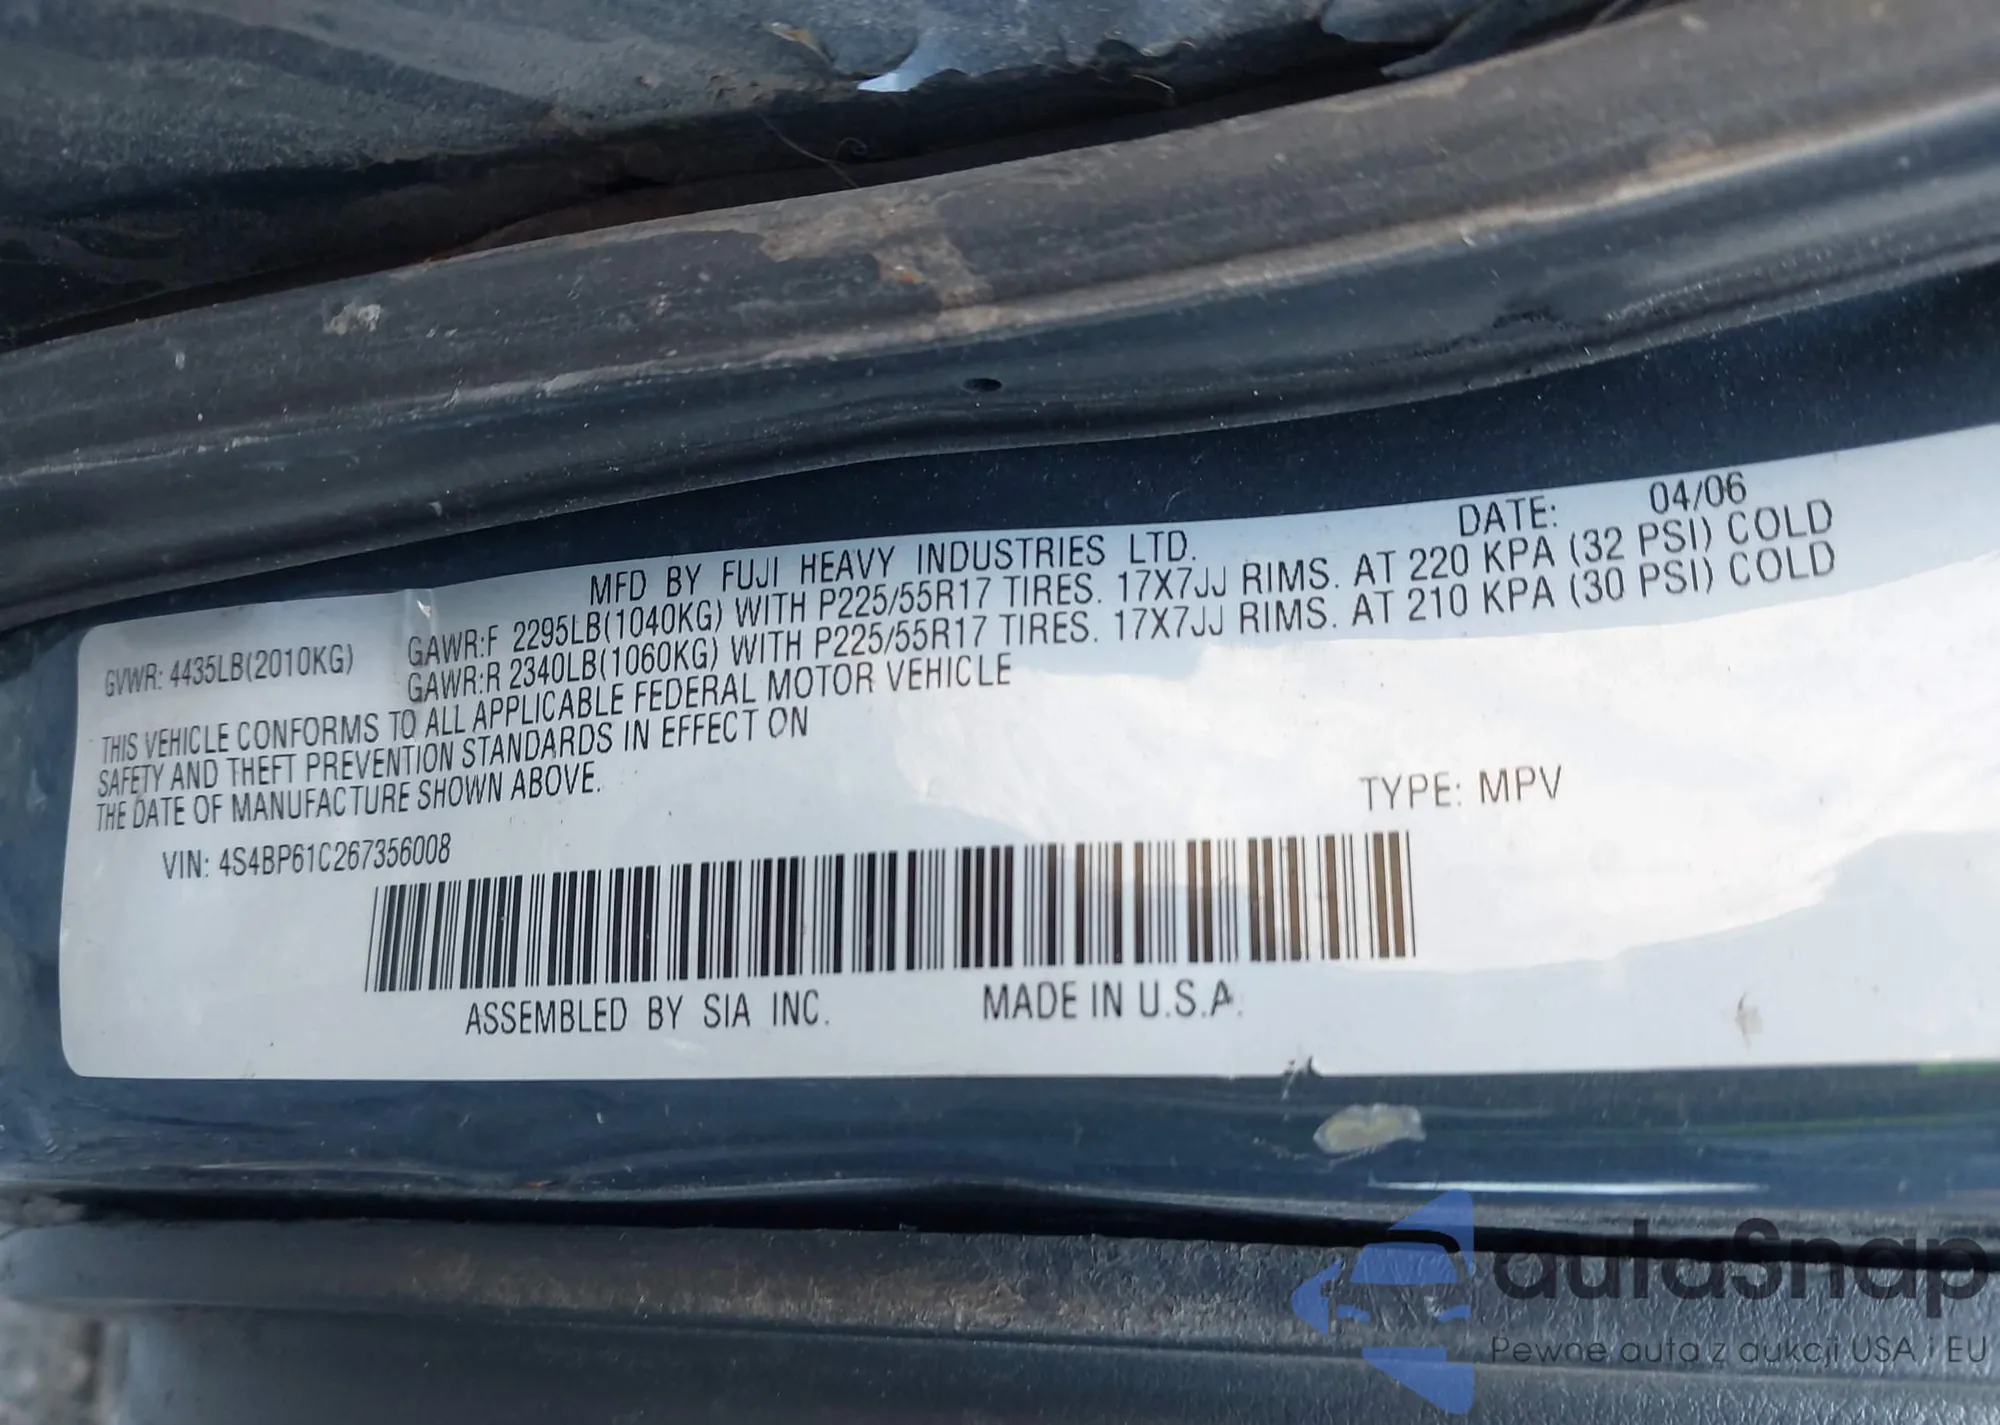 MFD BY FUJI HEAVY INDUSTRIES LTD. DATE: 04/06
GVWR: 4435LB(2010KG) GAWR:F 2295LB(1040KG) WITH P225/55R17 TIRES. 17X7JJ RIMS. AT 220 KPA (32 PSI) COLD
GAWR:R 2340LB(1060KG) WITH P225/55R17 TIRES. 17X7JJ RIMS. AT 210 KPA (30 PSI) COLD
THIS VEHICLE CONFORMS TO ALL APPLICABLE FEDERAL MOTOR VEHICLE
SAFETY AND THEFT PREVENTION STANDARDS IN EFFECT ON
THE DATE OF MANUFACTURE SHOWN ABOVE.
TYPE: MPV
VIN: 4S4BP61C267356008
ASSEMBLED BY SIA INC. MADE IN U.S.A.
autaSnap
Pewne auta z aukcji USA i EU